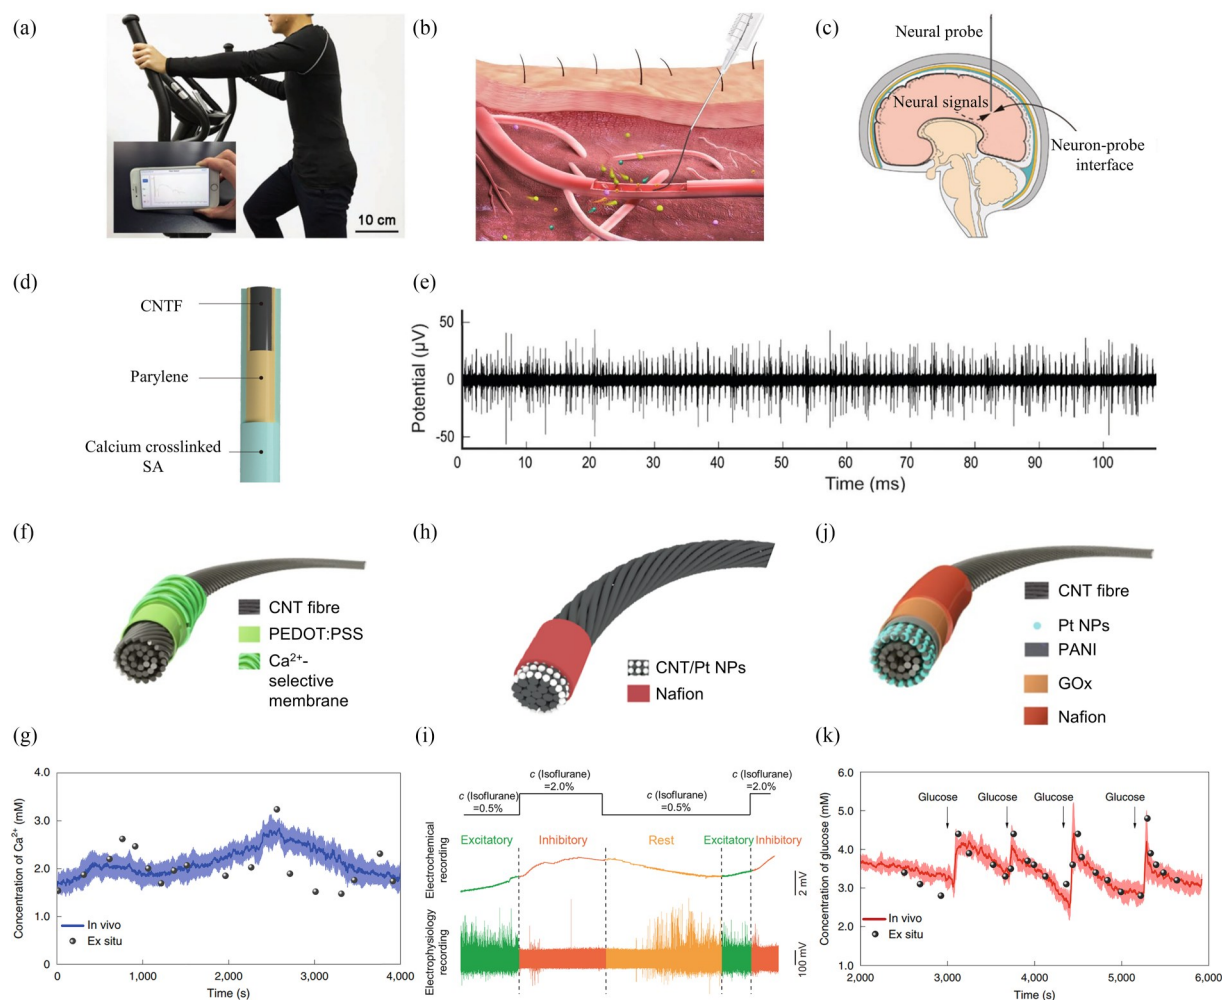 (a)
10 cm
(b)
(c)
Neural probe
Neural signals
Neuron-probe
interface
(d)
CNTF
Parylene
Calcium crosslinked
SA
(e)
Potential (µV)
50
0
-50
0 10 20 30 40 50 60 70 80 90 100
Time (ms)
(f)
CNT fibre
PEDOT:PSS
Ca²⁺-
selective
membrane
(h)
CNT/Pt NPs
Nafion
(j)
CNT fibre
Pt NPs
PANI
GOx
Nafion
(g)
Concentration of Ca²⁺ (mM)
4.0
3.0
2.0
1.0
0
In vivo
Ex situ
0 1,000 2,000 3,000 4,000
Time (s)
(i)
c (Isoflurane)
=0.5%
c (Isoflurane)
=2.0%
c (Isoflurane)
=0.5%
c (Isoflurane)
=2.0%
Excitatory Inhibitory Rest Excitatory Inhibitory
Electrochemical
recording
2 mV
Electrophysiology
recording
100 mV
(k)
Concentration of glucose (mM)
6.0
5.0
4.0
3.0
2.0
1.0
Glucose Glucose Glucose Glucose
In vivo
Ex situ
2,000 3,000 4,000 5,000 6,000
Time (s)